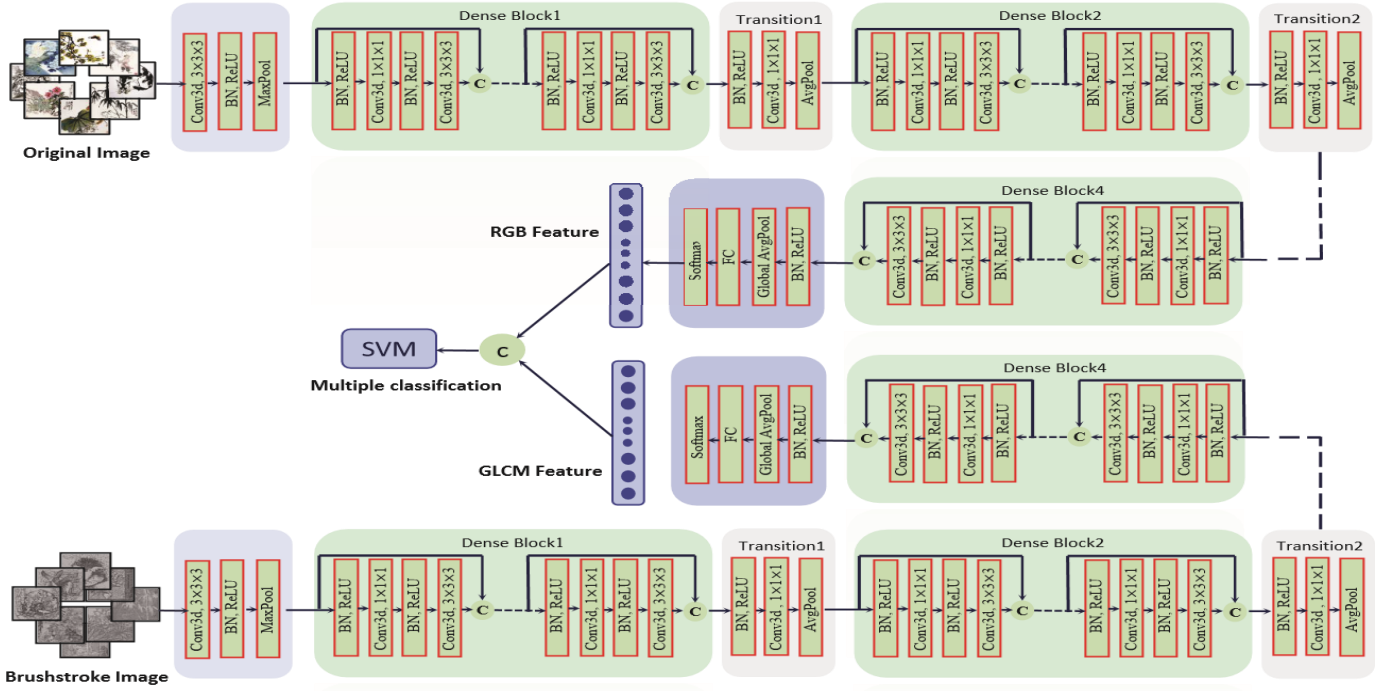 Dense Block1
Transition1
Dense Block2
Transition2
Conv3d, 3×3×3
BN, ReLU
MaxPool
BN, ReLU
Conv3d, 1×1×1
BN, ReLU
Conv3d, 3×3×3
C
BN, ReLU
Conv3d, 1×1×1
BN, ReLU
Conv3d, 3×3×3
C
BN, ReLU
Conv3d, 1×1×1
AvgPool
BN, ReLU
Conv3d, 1×1×1
BN, ReLU
Conv3d, 3×3×3
C
BN, ReLU
Conv3d, 1×1×1
BN, ReLU
Conv3d, 3×3×3
C
BN, ReLU
Conv3d, 1×1×1
AvgPool
Original Image
Dense Block4
RGB Feature
Softmax
FC
Global AvgPool
BN, ReLU
C
Conv3d, 3×3×3
BN, ReLU
Conv3d, 1×1×1
BN, ReLU
C
Conv3d, 3×3×3
BN, ReLU
Conv3d, 1×1×1
BN, ReLU
SVM
C
Multiple classification
Dense Block4
GLCM Feature
Softmax
FC
Global AvgPool
BN, ReLU
C
Conv3d, 3×3×3
BN, ReLU
Conv3d, 1×1×1
BN, ReLU
C
Conv3d, 3×3×3
BN, ReLU
Conv3d, 1×1×1
BN, ReLU
Dense Block1
Transition1
Dense Block2
Transition2
Conv3d, 3×3×3
BN, ReLU
MaxPool
BN, ReLU
Conv3d, 1×1×1
BN, ReLU
Conv3d, 3×3×3
C
BN, ReLU
Conv3d, 1×1×1
BN, ReLU
Conv3d, 3×3×3
C
BN, ReLU
Conv3d, 1×1×1
AvgPool
BN, ReLU
Conv3d, 1×1×1
BN, ReLU
Conv3d, 3×3×3
C
BN, ReLU
Conv3d, 1×1×1
BN, ReLU
Conv3d, 3×3×3
C
BN, ReLU
Conv3d, 1×1×1
AvgPool
Brushstroke Image